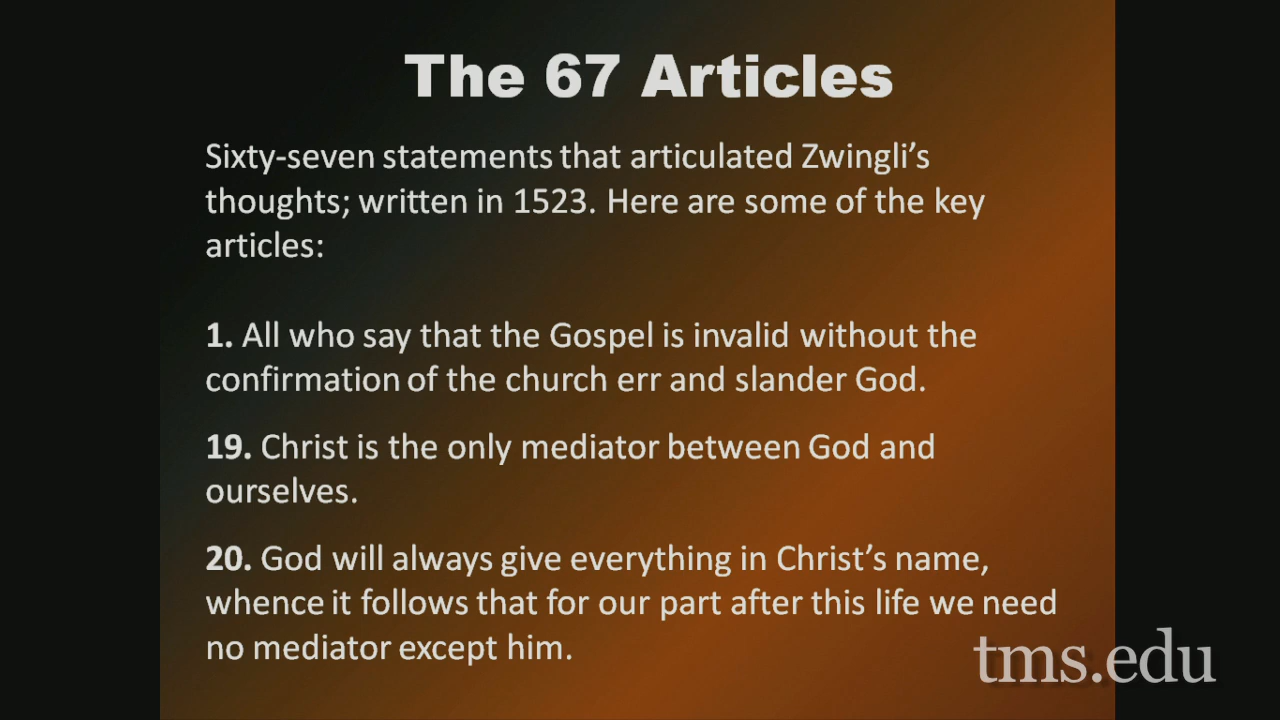 The 67 Articles
Sixty-seven statements that articulated Zwingli’s
thoughts; written in 1523. Here are some of the key
articles:
1. All who say that the Gospel is invalid without the
confirmation of the church err and slander God.
19. Christ is the only mediator between God and
ourselves.
20. God will always give everything in Christ’s name,
whence it follows that for our part after this life we need
no mediator except him.
tms.edu